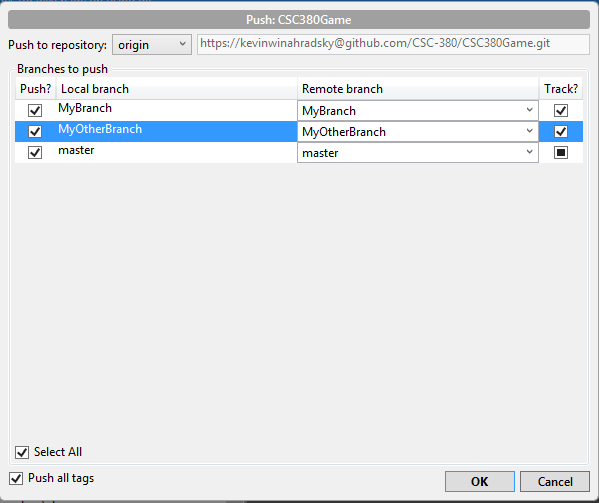 Push: CSC380Game
Push to repository: origin https://kevinwinahradsky@github.com/CSC-380/CSC380Game.git
Branches to push
Push? Local branch Remote branch Track?
MyBranch MyBranch
MyOtherBranch MyOtherBranch
master master
Select All
Push all tags
OK Cancel